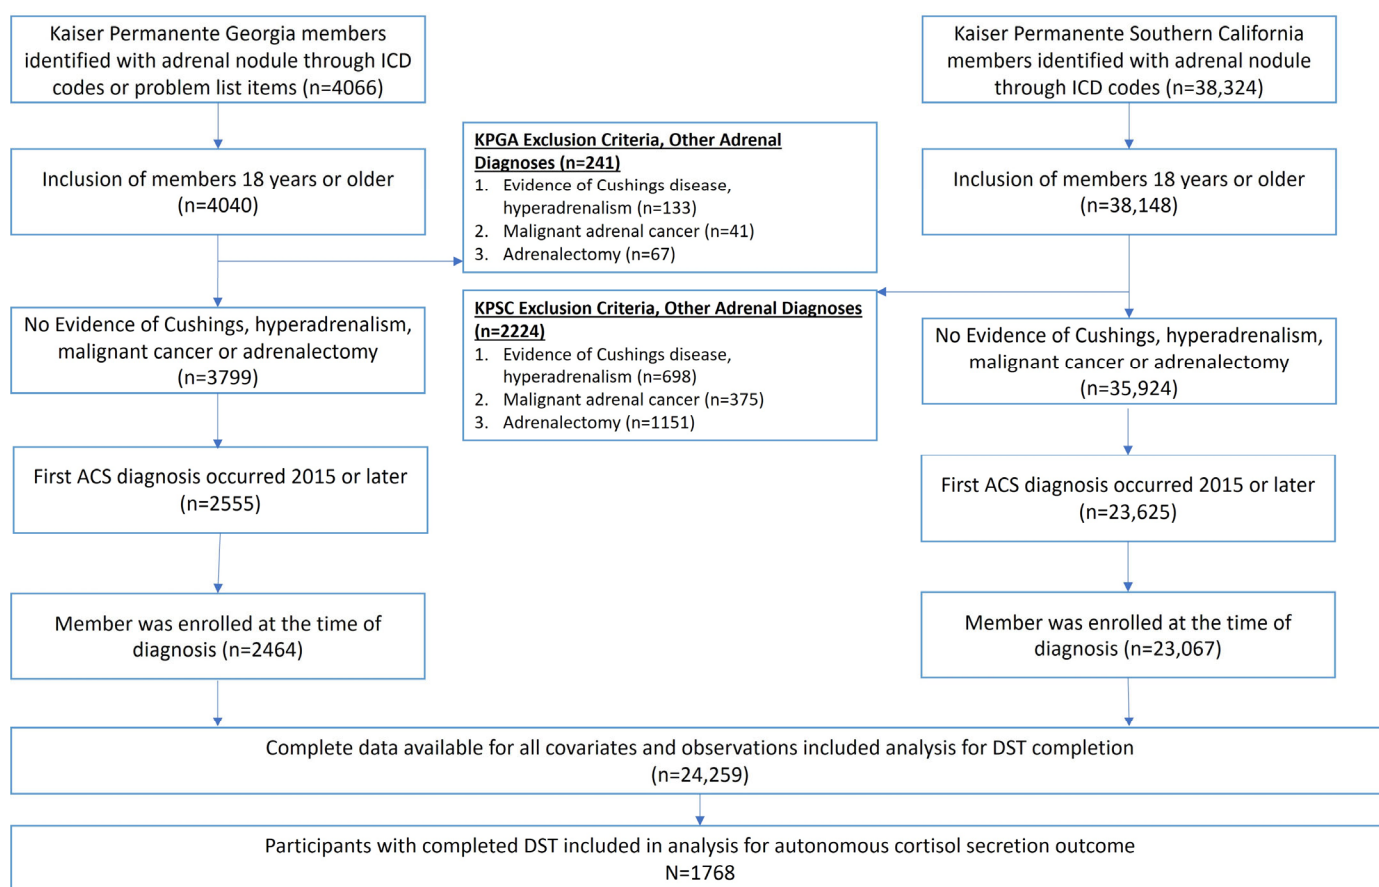 Kaiser Permanente Georgia members
identified with adrenal nodule through ICD
codes or problem list items (n=4066)
Kaiser Permanente Southern California
members identified with adrenal nodule
through ICD codes (n=38,324)
Inclusion of members 18 years or older
(n=4040)
KPGA Exclusion Criteria, Other Adrenal
Diagnoses (n=241)
1. Evidence of Cushings disease,
hyperadrenalism (n=133)
2. Malignant adrenal cancer (n=41)
3. Adrenalectomy (n=67)
Inclusion of members 18 years or older
(n=38,148)
No Evidence of Cushings, hyperadrenalism,
malignant cancer or adrenalectomy
(n=3799)
KPSC Exclusion Criteria, Other Adrenal Diagnoses
(n=2224)
1. Evidence of Cushings disease,
hyperadrenalism (n=698)
2. Malignant adrenal cancer (n=375)
3. Adrenalectomy (n=1151)
No Evidence of Cushings, hyperadrenalism,
malignant cancer or adrenalectomy
(n=35,924)
First ACS diagnosis occurred 2015 or later
(n=2555)
First ACS diagnosis occurred 2015 or later
(n=23,625)
Member was enrolled at the time of
diagnosis (n=2464)
Member was enrolled at the time of
diagnosis (n=23,067)
Complete data available for all covariates and observations included analysis for DST completion
(n=24,259)
Participants with completed DST included in analysis for autonomous cortisol secretion outcome
N=1768